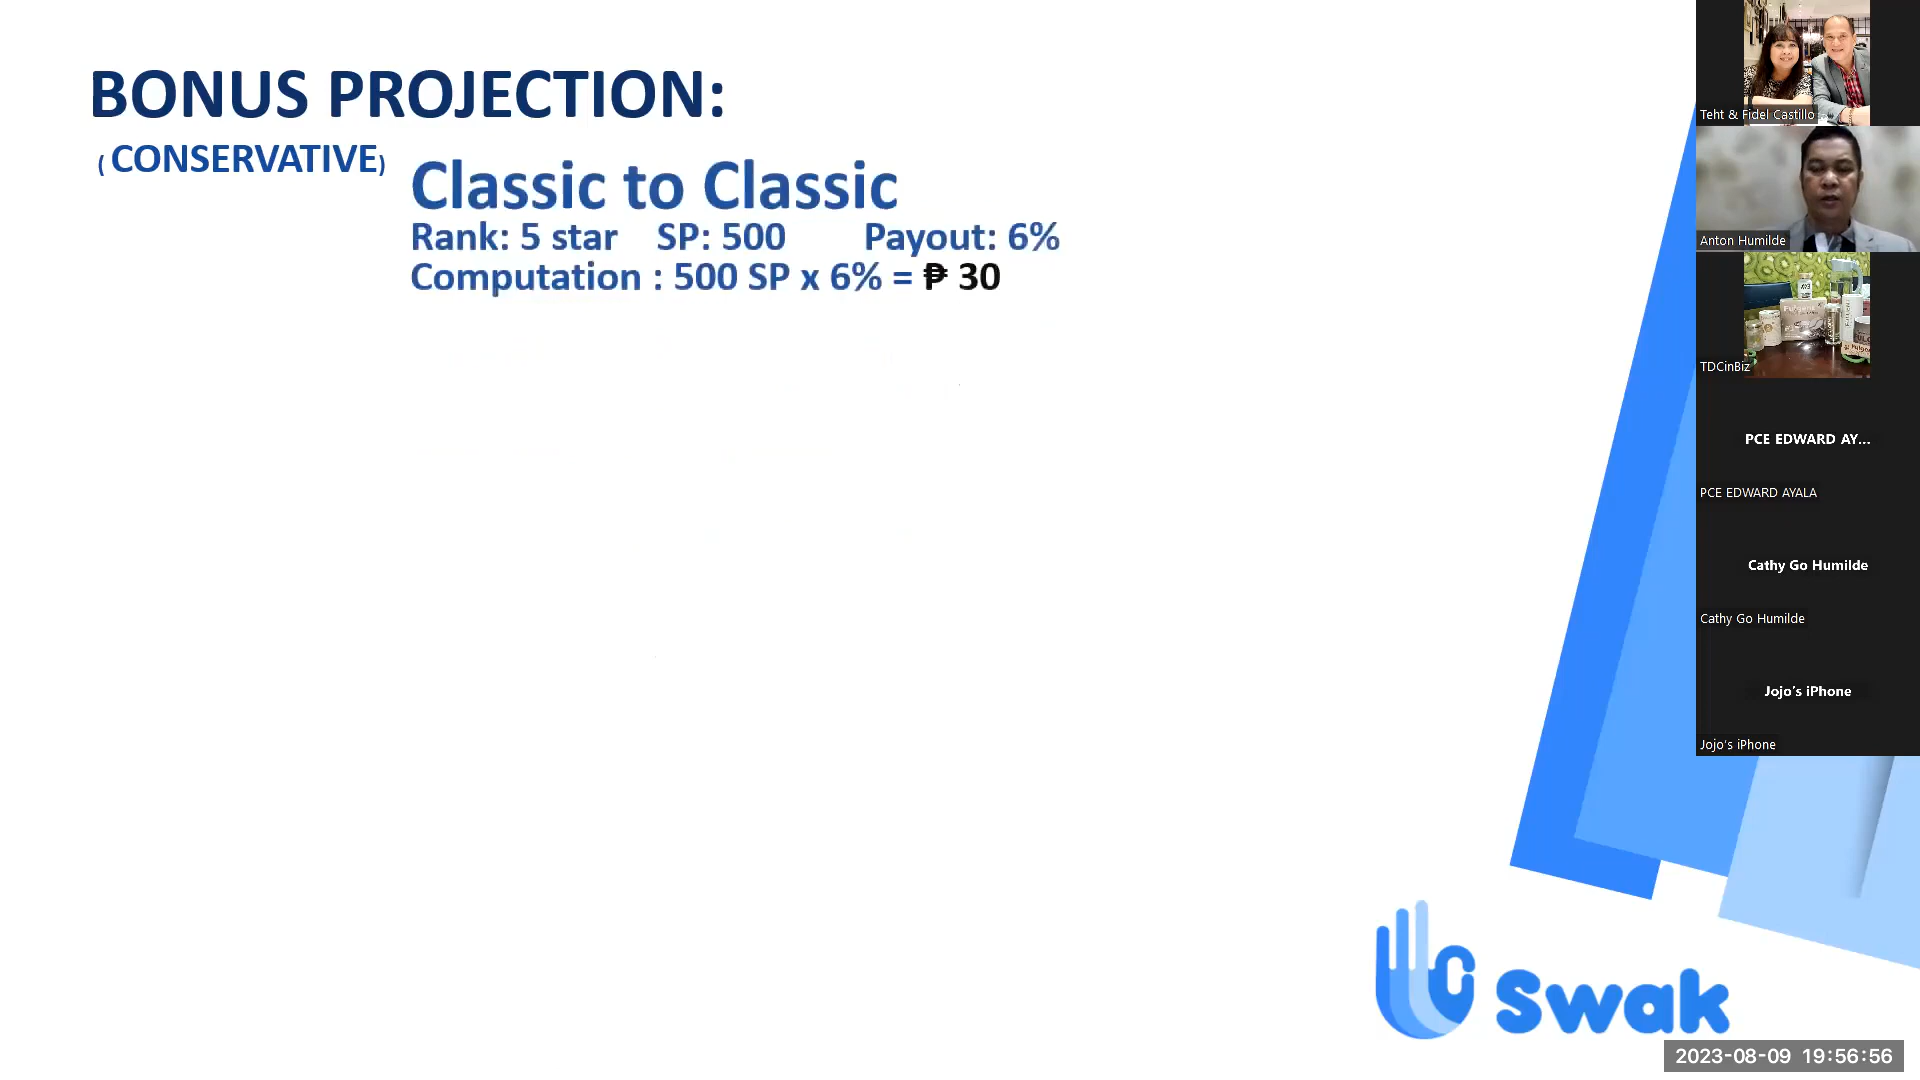 BONUS PROJECTION:
( CONSERVATIVE)
Classic to Classic
Rank: 5 star SP: 500 Payout: 6%
Computation : 500 SP x 6% = ₱ 30
Teht & Fidel Castillo
Anton Humilde
TDCinBiz
PCE EDWARD AY...
PCE EDWARD AYALA
Cathy Go Humilde
Cathy Go Humilde
Jojo's iPhone
Jojo's iPhone
Swak
2023-08-09 19:56:56